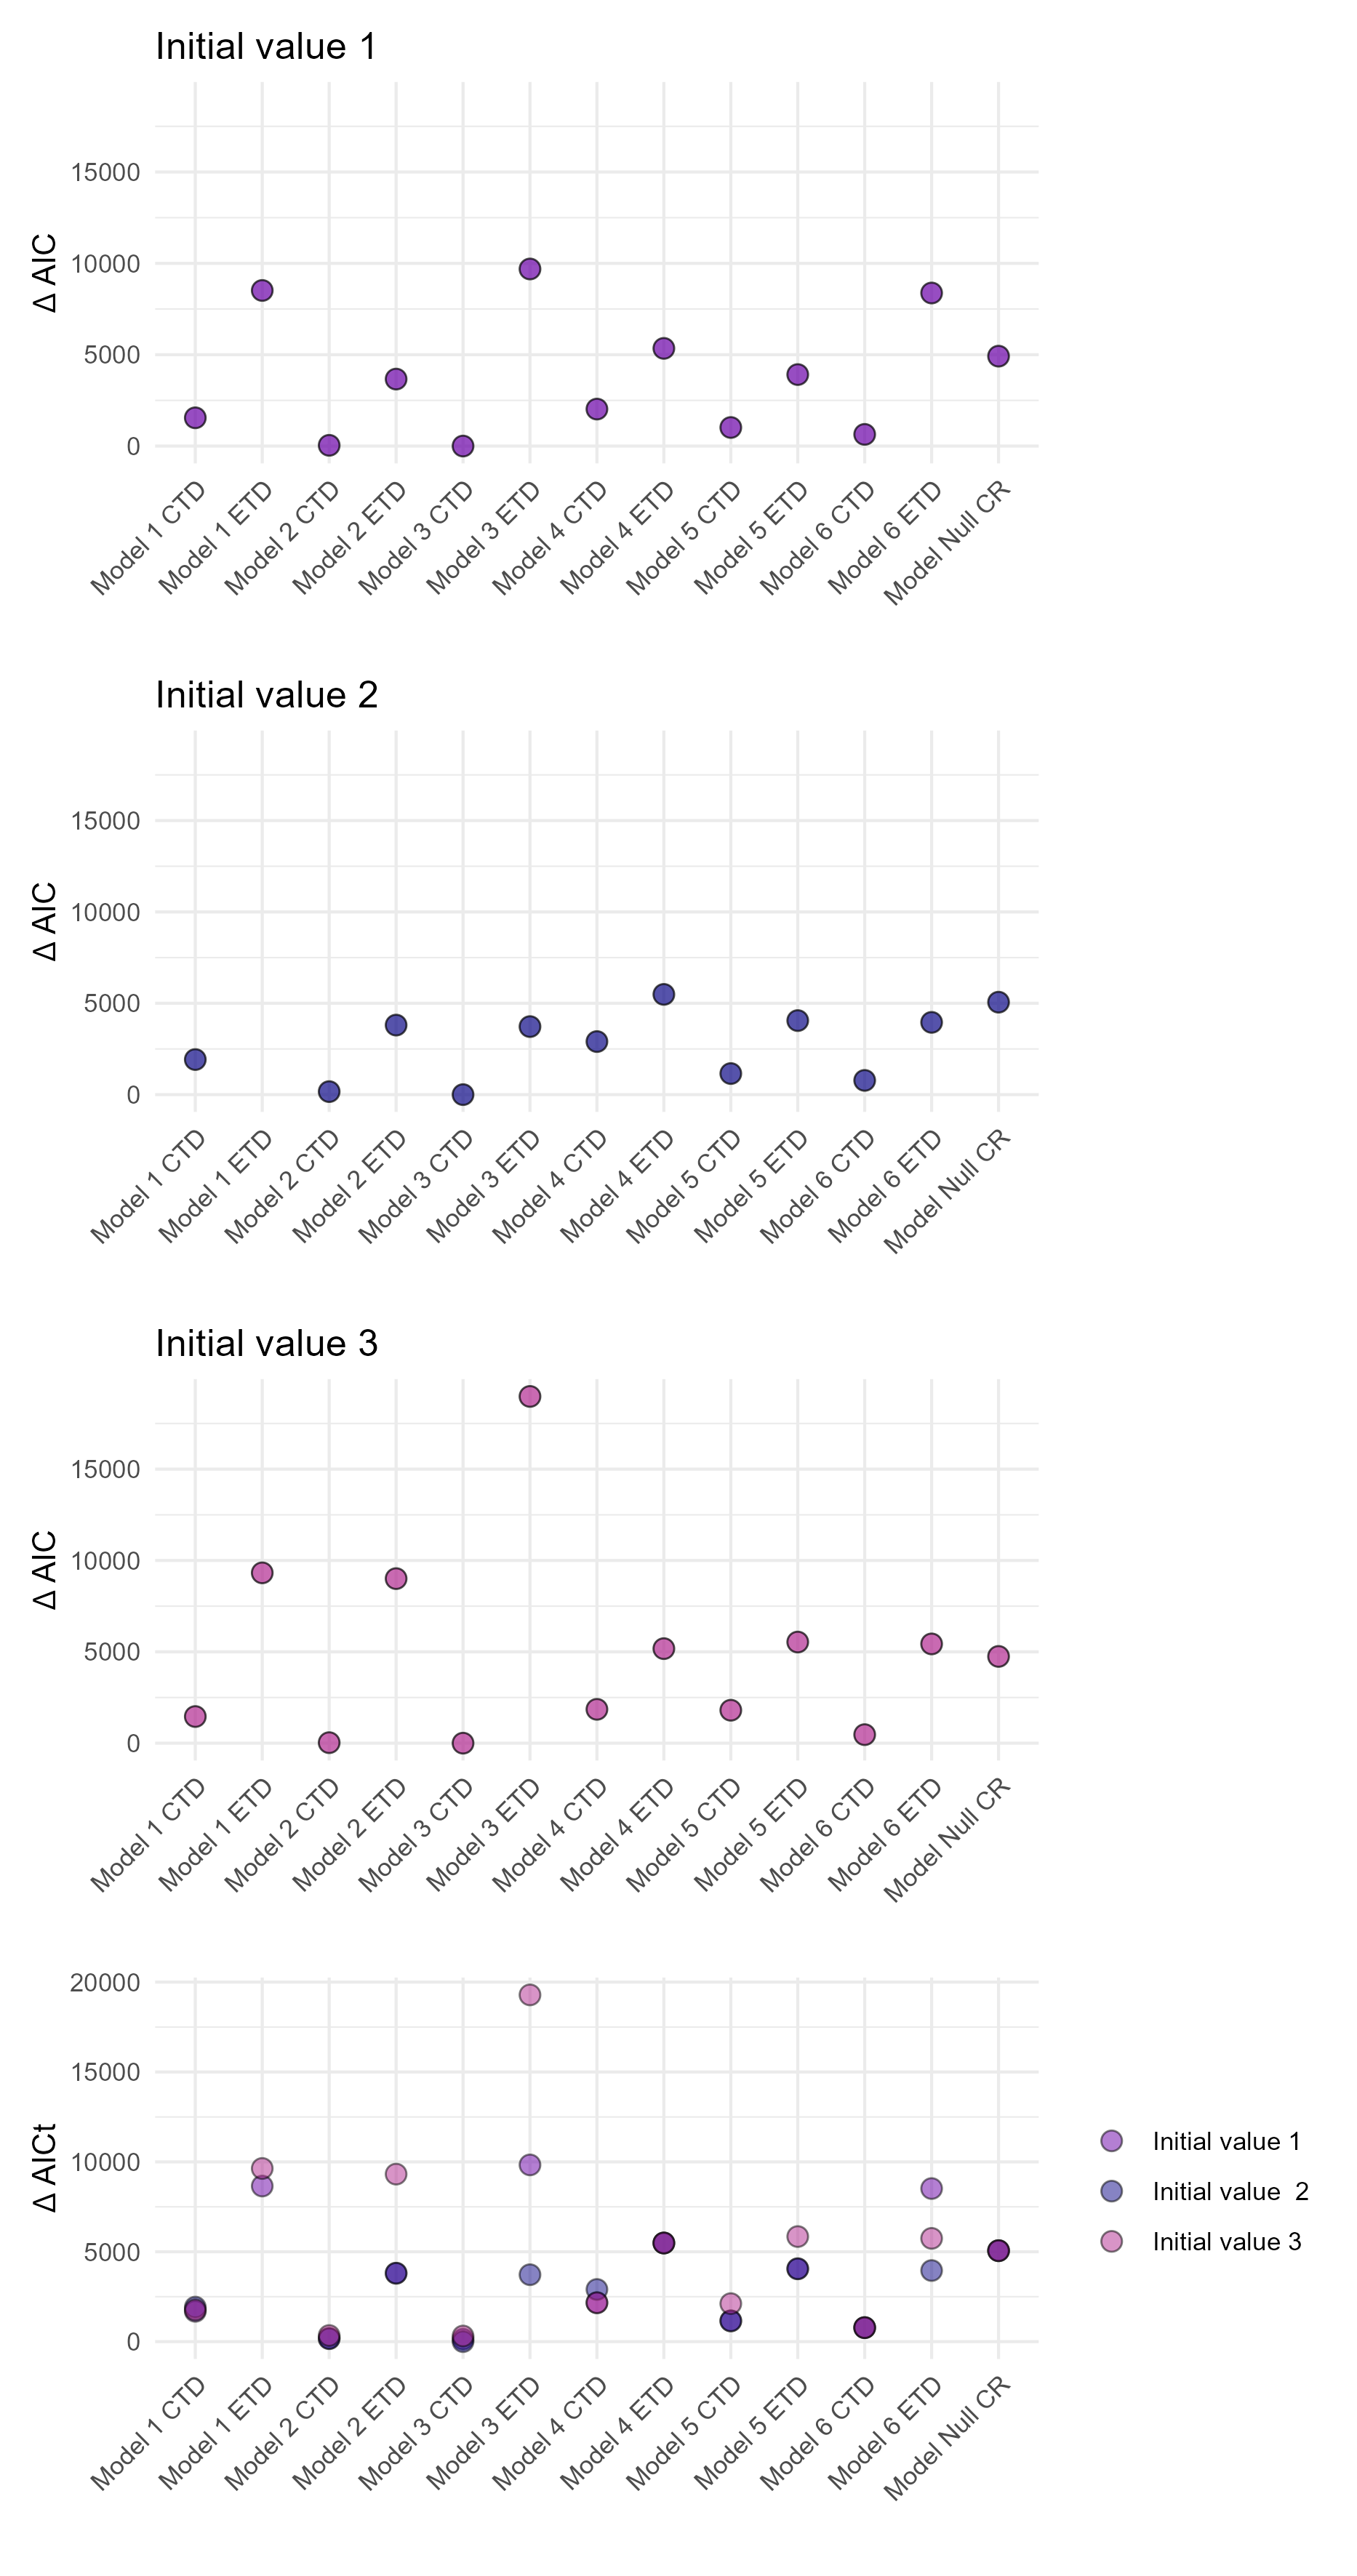 Initial value 1
Δ AIC
15000
10000
5000
0
Model 1 CTD
Model 1 ETD
Model 2 CTD
Model 2 ETD
Model 3 CTD
Model 3 ETD
Model 4 CTD
Model 4 ETD
Model 5 CTD
Model 5 ETD
Model 6 CTD
Model 6 ETD
Model Null CR
Initial value 2
Δ AIC
15000
10000
5000
0
Model 1 CTD
Model 1 ETD
Model 2 CTD
Model 2 ETD
Model 3 CTD
Model 3 ETD
Model 4 CTD
Model 4 ETD
Model 5 CTD
Model 5 ETD
Model 6 CTD
Model 6 ETD
Model Null CR
Initial value 3
Δ AIC
15000
10000
5000
0
Model 1 CTD
Model 1 ETD
Model 2 CTD
Model 2 ETD
Model 3 CTD
Model 3 ETD
Model 4 CTD
Model 4 ETD
Model 5 CTD
Model 5 ETD
Model 6 CTD
Model 6 ETD
Model Null CR
Δ AICt
20000
15000
10000
5000
0
Model 1 CTD
Model 1 ETD
Model 2 CTD
Model 2 ETD
Model 3 CTD
Model 3 ETD
Model 4 CTD
Model 4 ETD
Model 5 CTD
Model 5 ETD
Model 6 CTD
Model 6 ETD
Model Null CR
Initial value 1
Initial value  2
Initial value 3